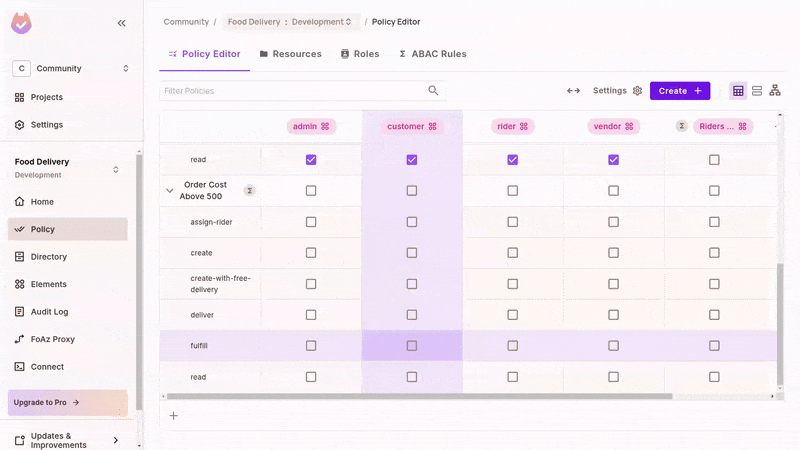 Community / Food Delivery : Development / Policy Editor
Policy Editor Resources Roles Σ ABAC Rules
C Community
Projects
Settings
Food Delivery
Development
Home
Policy
Directory
Elements
Audit Log
FoAz Proxy
Connect
Upgrade to Pro →
Updates &
Improvements
Filter Policies Settings Create +
admin customer rider vendor Σ Riders ...
read
Order Cost
Above 500 Σ
assign-rider
create
create-with-free-
delivery
deliver
fulfill
read
+